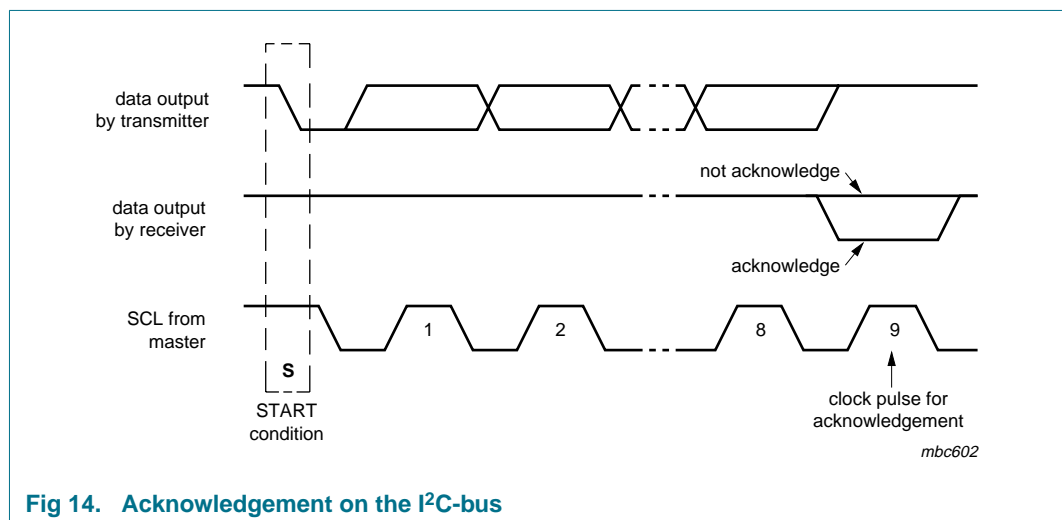 data output
by transmitter
not acknowledge
data output
by receiver
acknowledge
SCL from
master
1
2
8
9
S
START
condition
clock pulse for
acknowledgement
mbc602
Fig 14. Acknowledgement on the I²C-bus